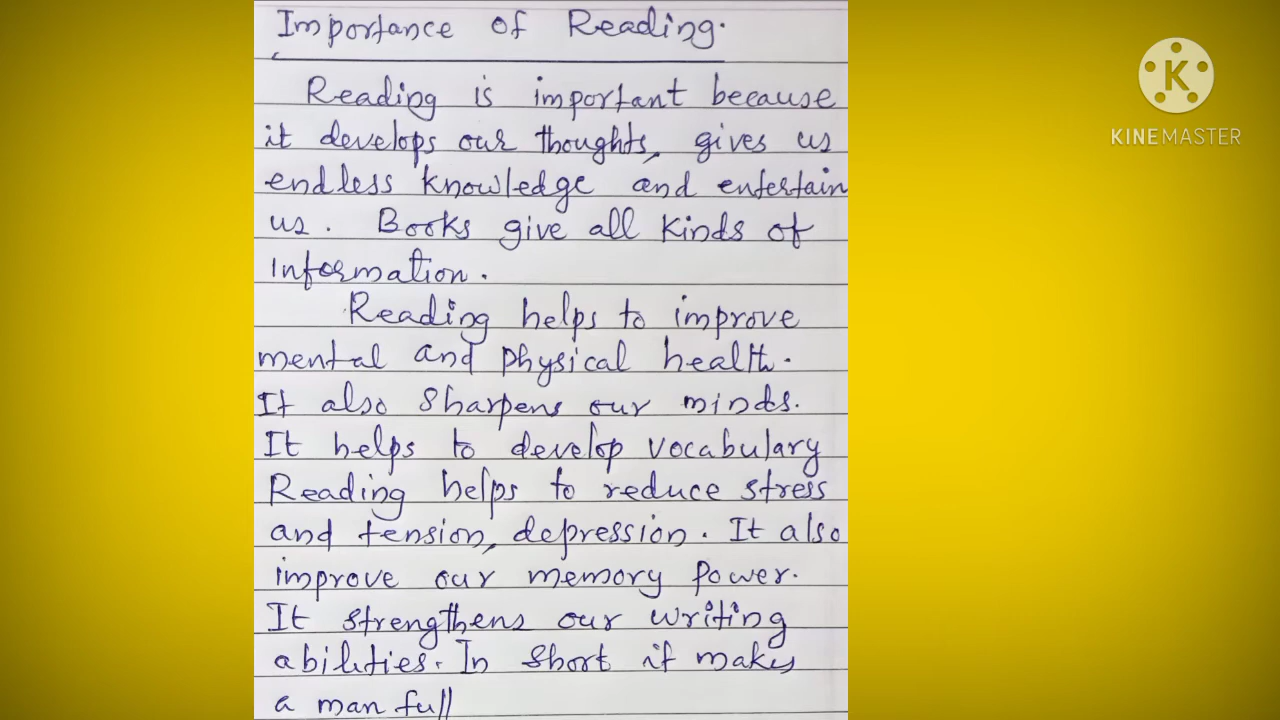 Importance of Reading.
Reading is important because
it develops our thoughts, gives us
endless knowledge and entertain
us. Books give all kinds of
information.
Reading helps to improve
mental and physical health.
It also sharpens our minds.
It helps to develop vocabulary
Reading helps to reduce stress
and tension, depression. It also
improve our memory power.
It strengthens our writing
abilities. In short it makes
a man full
K
KINEMASTER